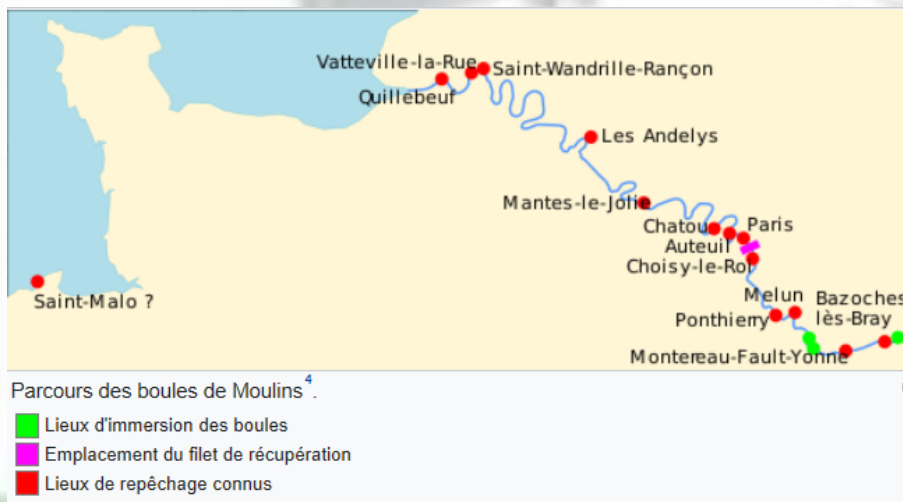 Vatteville-la-Rue
Saint-Wandrille-Rançon
Quillebeuf
Les Andelys
Mantes-le-Jolie
Chatou
Paris
Auteuil
Choisy-le-Roi
Saint-Malo ?
Melun
Bazoches
lès-Bray
Ponthierry
Montereau-Fault-Yonne
Parcours des boules de Moulins 4.
Lieux d'immersion des boules
Emplacement du filet de récupération
Lieux de repêchage connus